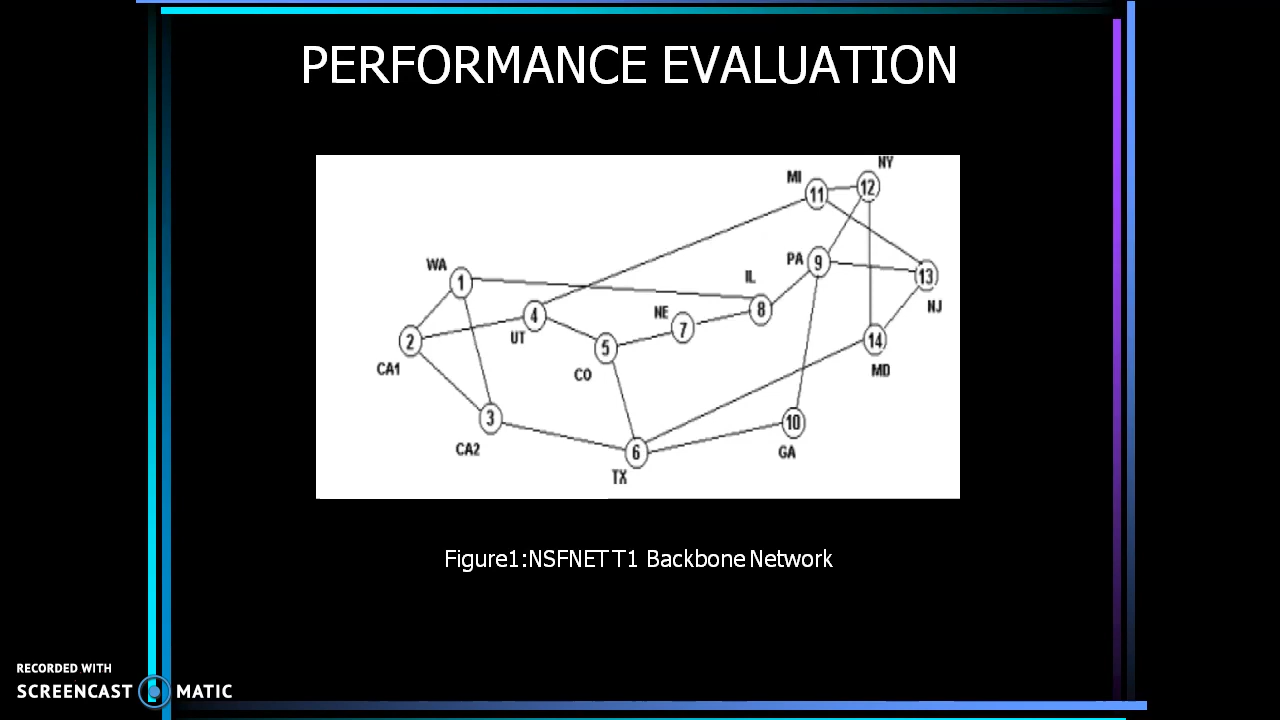 PERFORMANCE EVALUATION
NY
MI
12
11
PA
9
WA
IL
13
1
NJ
8
NE
4
7
UT
2
5
14
CA1
CO
MD
3
10
CA2
6
GA
TX
Figure1:NSFNET T1 Backbone Network
RECORDED WITH
SCREENCAST MATIC